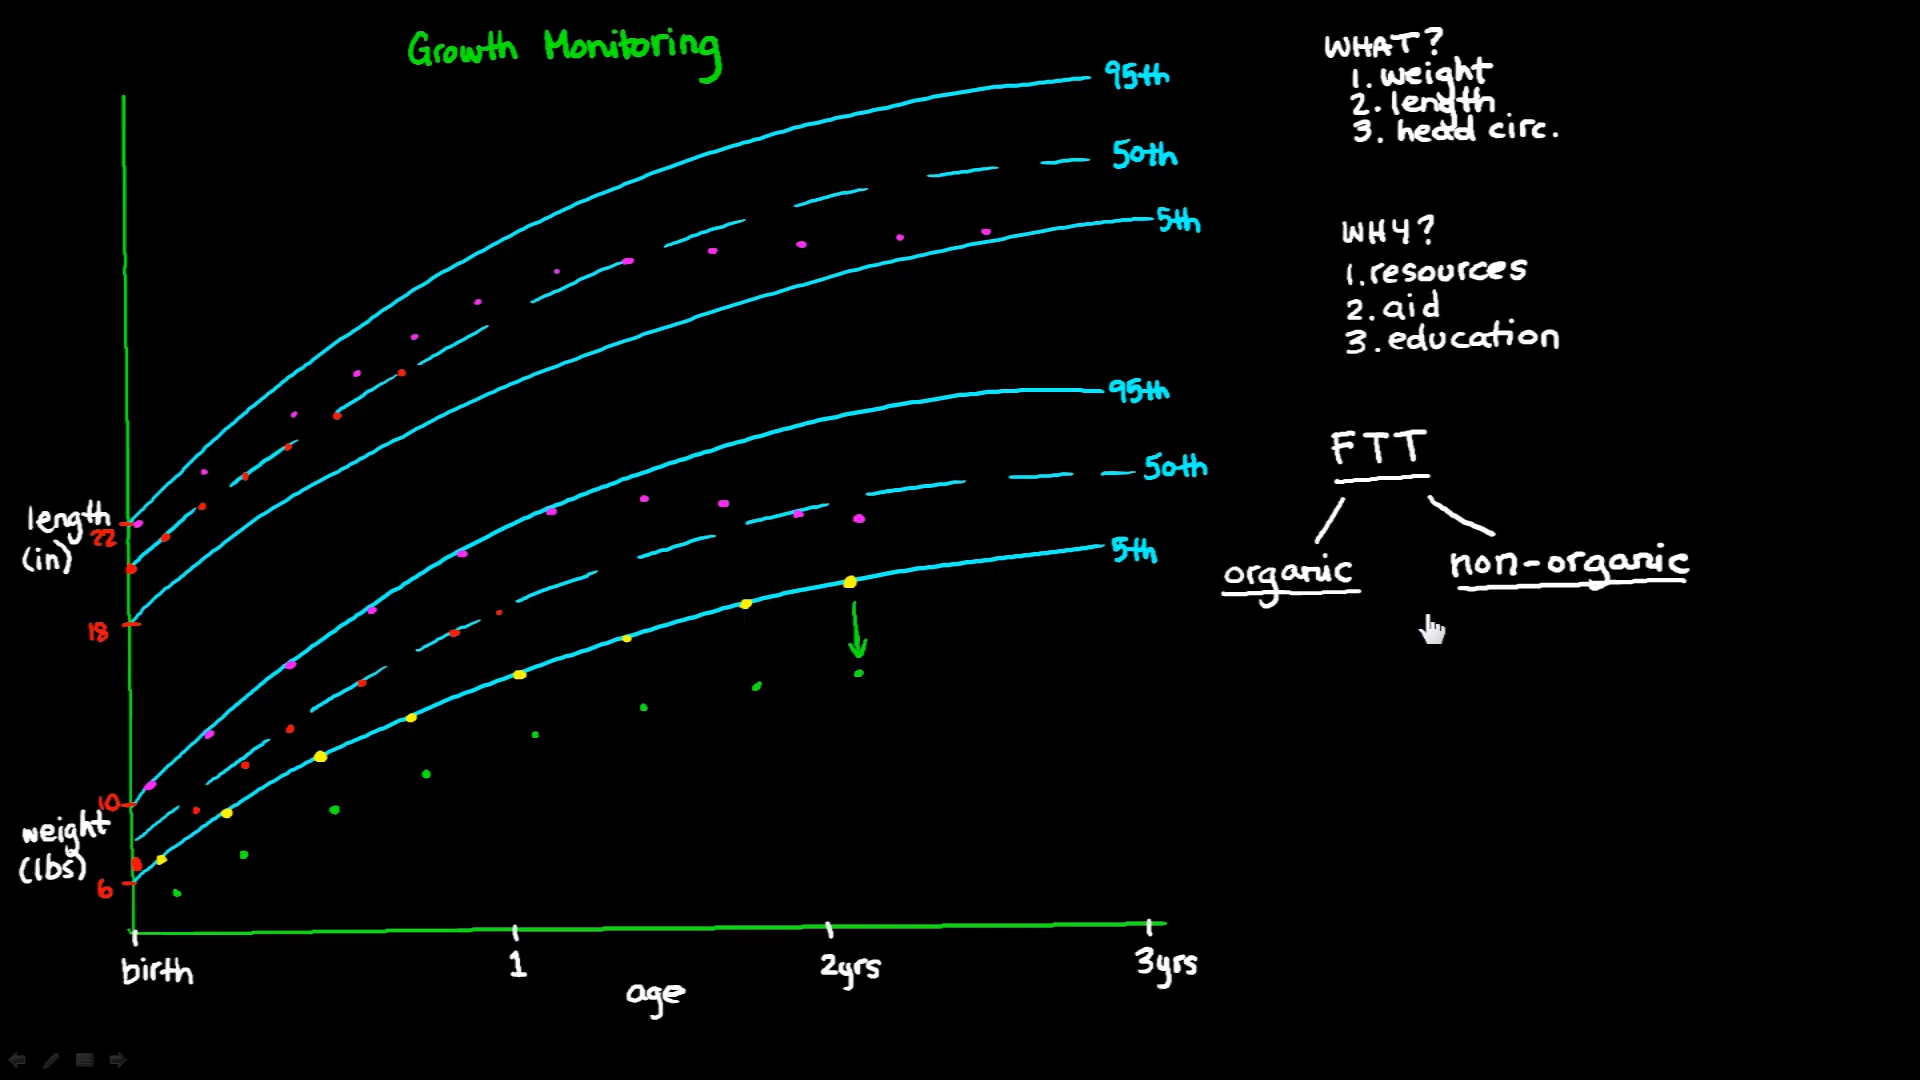 Growth Monitoring
95th
50th
5th
95th
50th
5th
length
(in)
22
18
10
weight
(lbs)
6
birth
1
2yrs
3yrs
age
WHAT?
1. weight
2. length
3. head circ.
WHY?
1. resources
2. aid
3. education
FTT
organic
non-organic